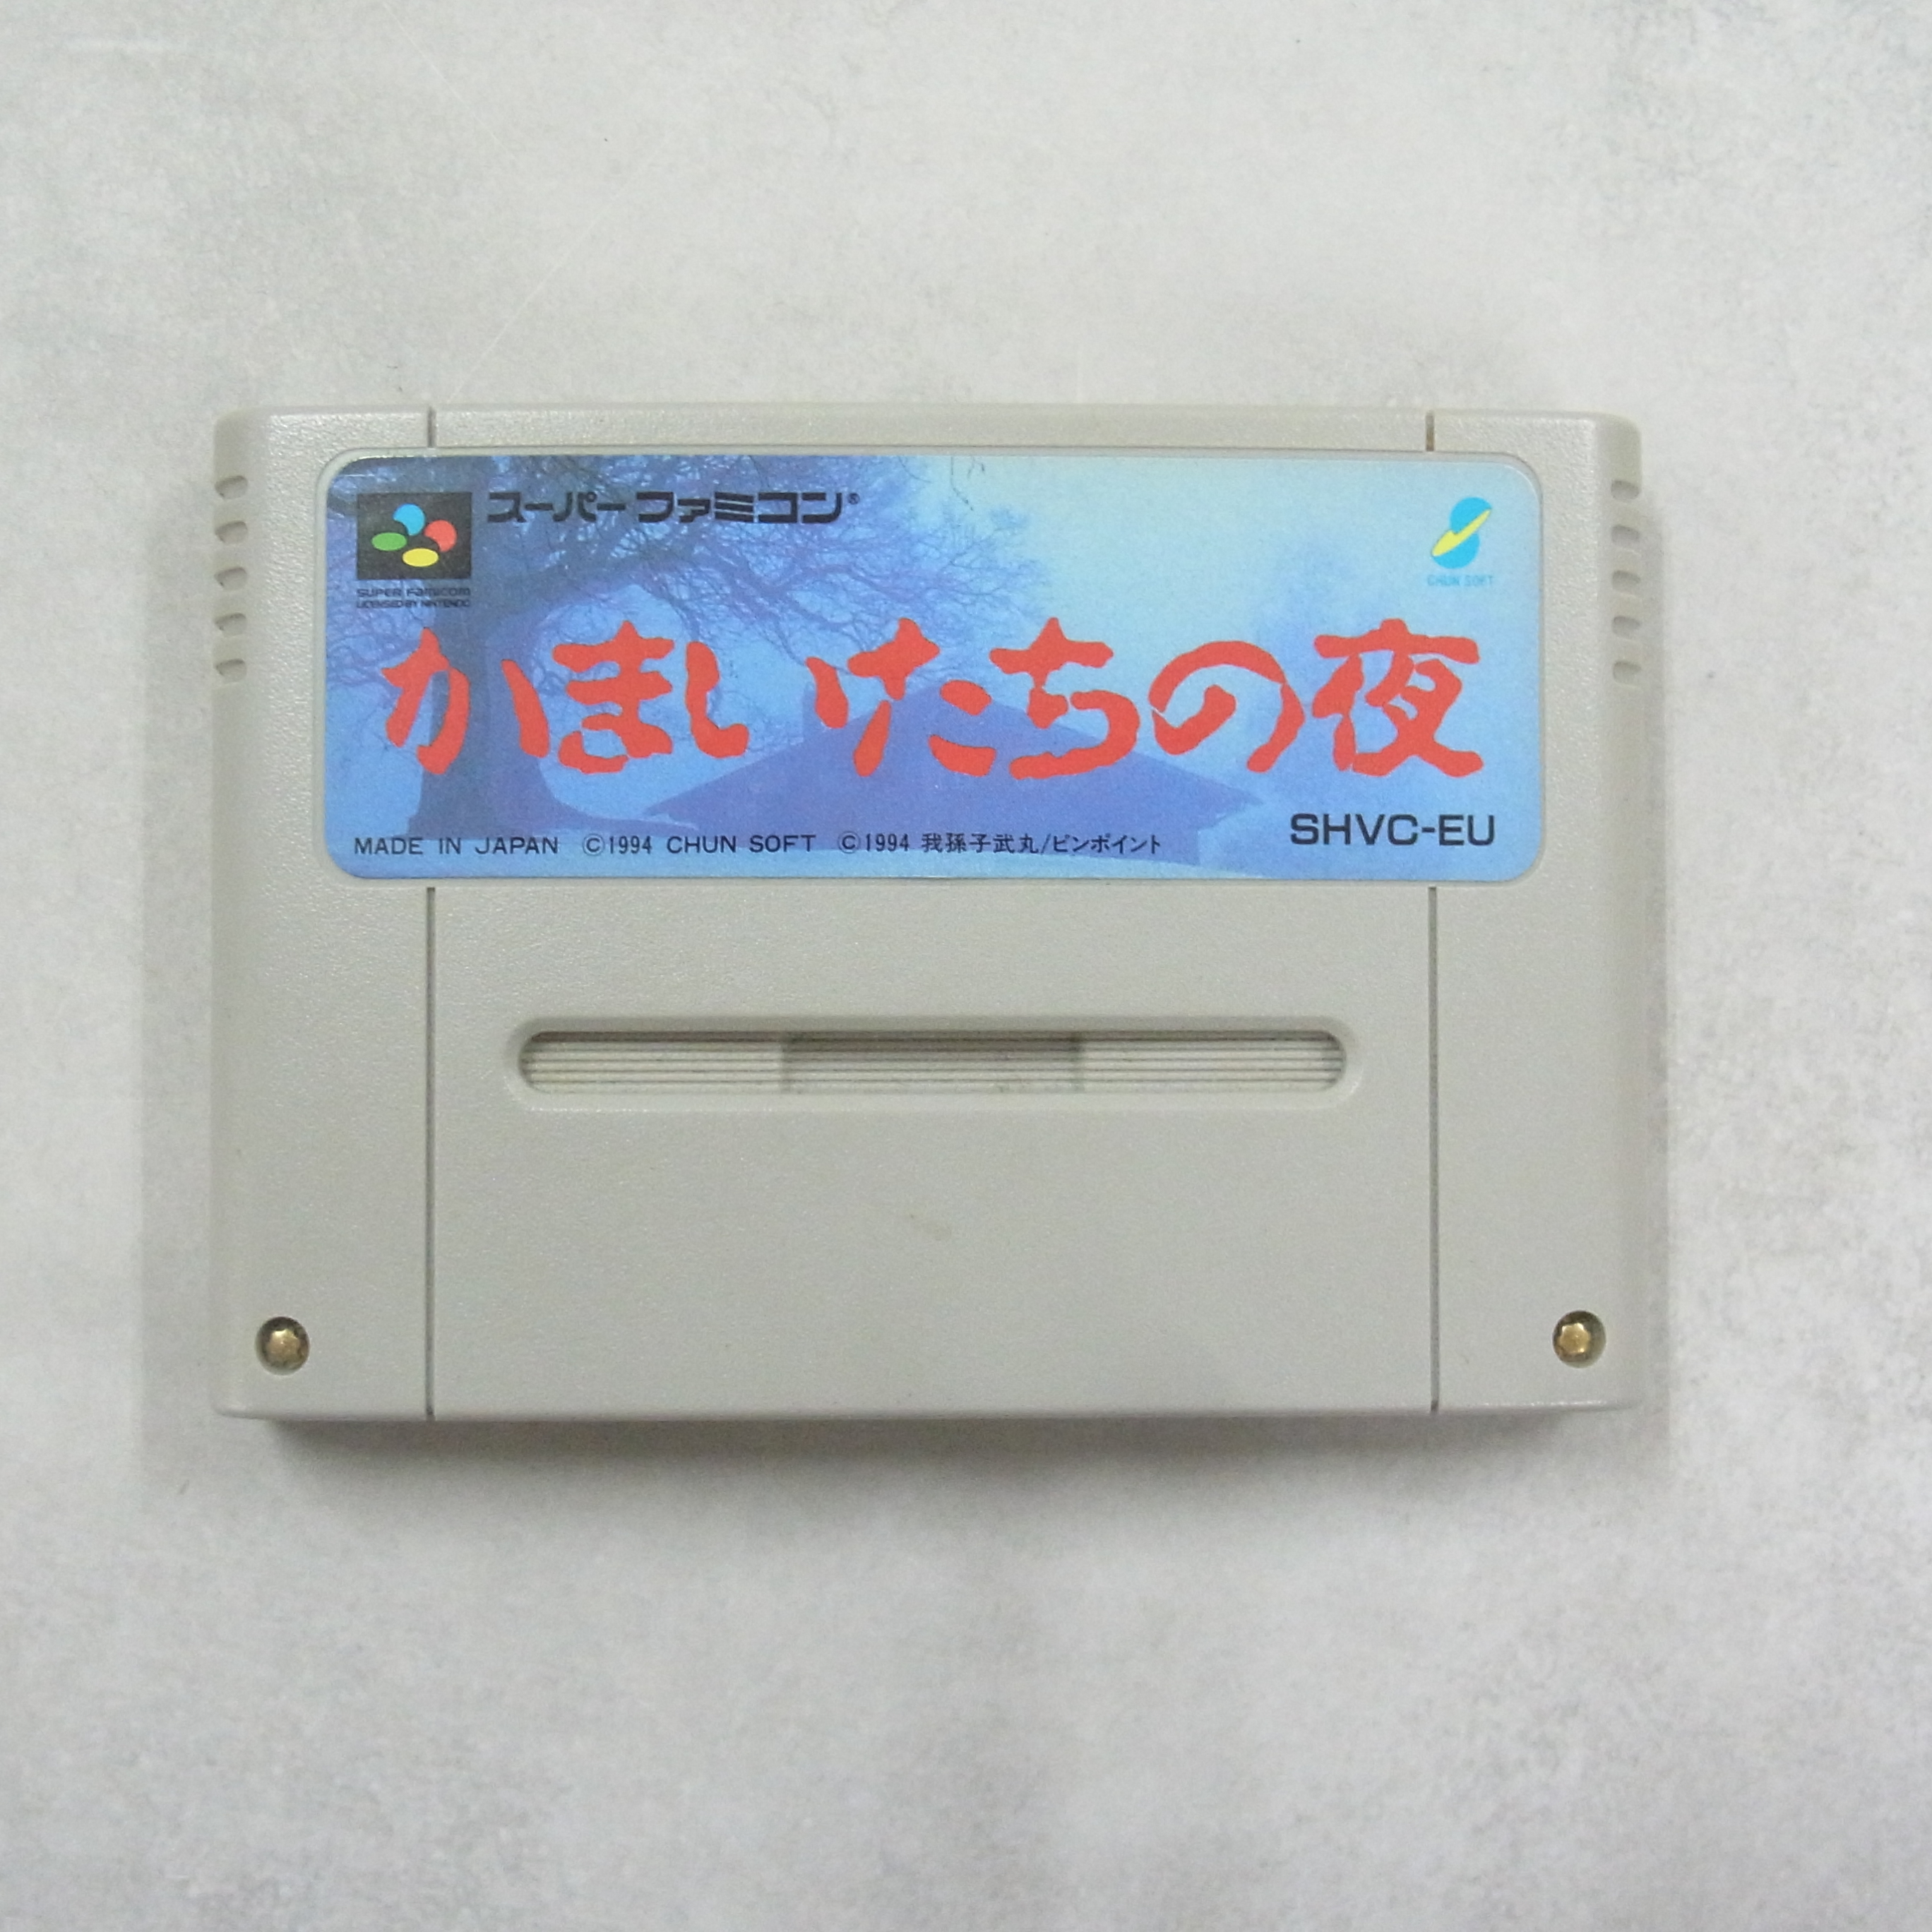 スーパーファミコン®
SUPER FAMICOM
LICENSED BY NINTENDO
CHUN SOFT
かまいたちの夜
SHVC-EU
MADE IN JAPAN ©1994 CHUN SOFT ©1994 我孫子武丸/ピンポイント